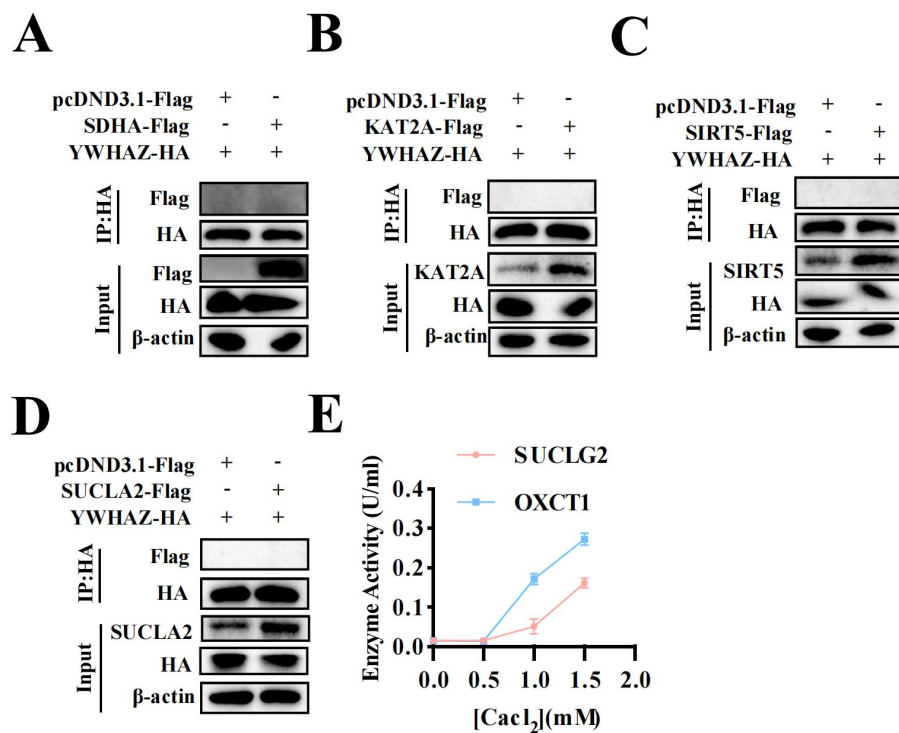 A
pcDND3.1-Flag + -
SDHA-Flag - +
YWHAZ-HA + +
IP:HA
Flag
HA
Input
Flag
HA
β-actin
B
pcDND3.1-Flag + -
KAT2A-Flag - +
YWHAZ-HA + +
IP:HA
Flag
HA
Input
KAT2A
HA
β-actin
C
pcDND3.1-Flag + -
SIRT5-Flag - +
YWHAZ-HA + +
IP:HA
Flag
HA
Input
SIRT5
HA
β-actin
D
pcDND3.1-Flag + -
SUCLA2-Flag - +
YWHAZ-HA + +
IP:HA
Flag
HA
Input
SUCLA2
HA
β-actin
E
SUCLG2
OXCT1
Enzyme Activity (U/ml)
0.4
0.3
0.2
0.1
0.0
0.0 0.5 1.0 1.5 2.0
[Cacl₂](mM)